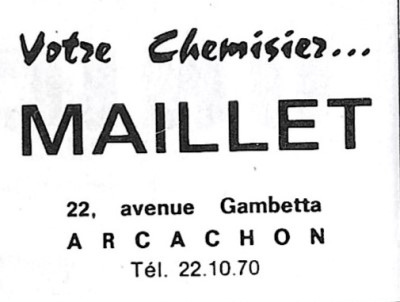 Votre Chemisier...
MAILLET
22, avenue Gambetta
ARCACHON
Tél. 22.10.70